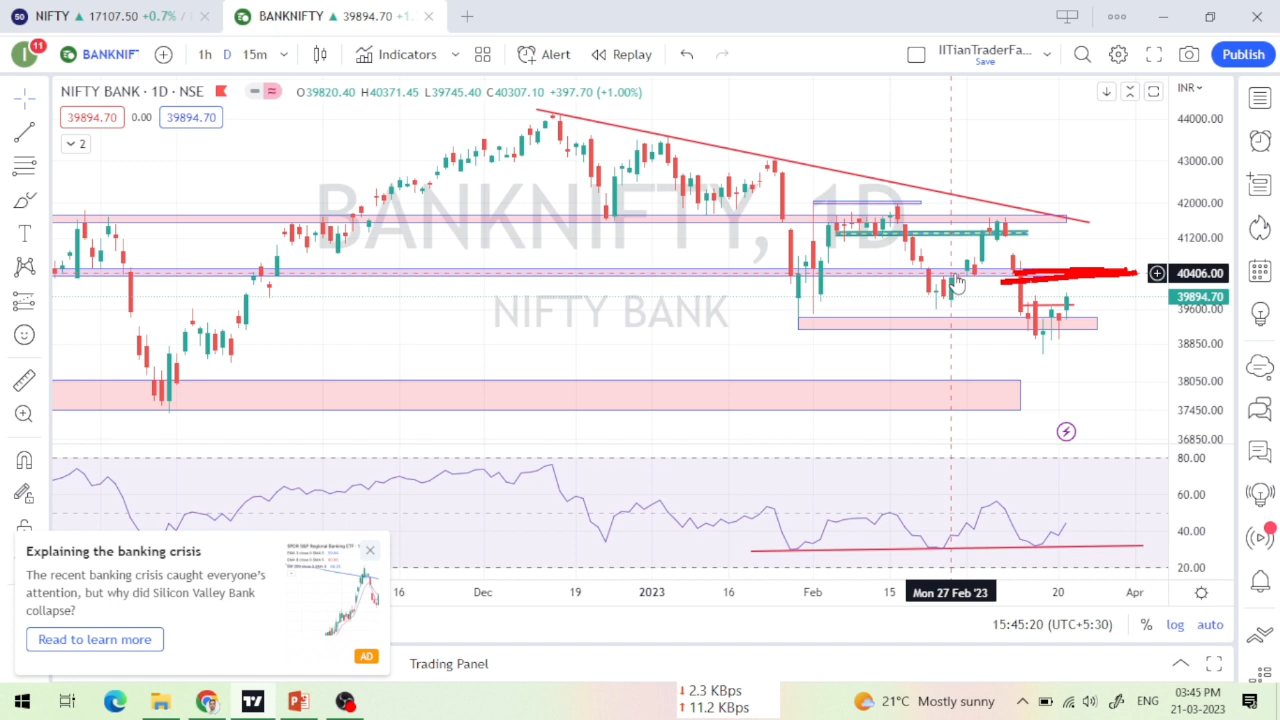 NIFTY ▲ 17107.50 +0.7% /
BANKNIFTY ▲ 39894.70 +1.
11
BANKNIF
1h D 15m
Indicators
Alert
Replay
IITianTraderFa...
Save
Publish
NIFTY BANK · 1D · NSE
O39820.40 H40371.45 L39745.40 C40307.10 +397.70 (+1.00%)
INR
39894.70 0.00 39894.70
2
BANKNIFTY, 1D
NIFTY BANK
44000.00
43000.00
42000.00
41200.00
40406.00
39894.70
39600.00
38850.00
38050.00
37450.00
36850.00
80.00
60.00
40.00
20.00
16 Dec 19 2023 16 Feb 15 Mon 27 Feb '23 20 Apr
Explaining the banking crisis
The recent banking crisis caught everyone's
attention, but why did Silicon Valley Bank
collapse?
Read to learn more
AD
15:45:20 (UTC+5:30) % log auto
Trading Panel
2.3 KBps
11.2 KBps
21°C Mostly sunny
ENG
03:45 PM
21-03-2023